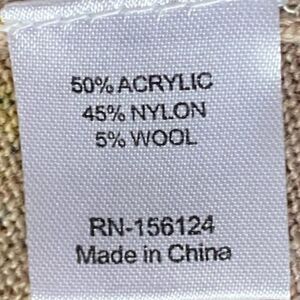 50% ACRYLIC
45% NYLON
5% WOOL
RN-156124
Made in China